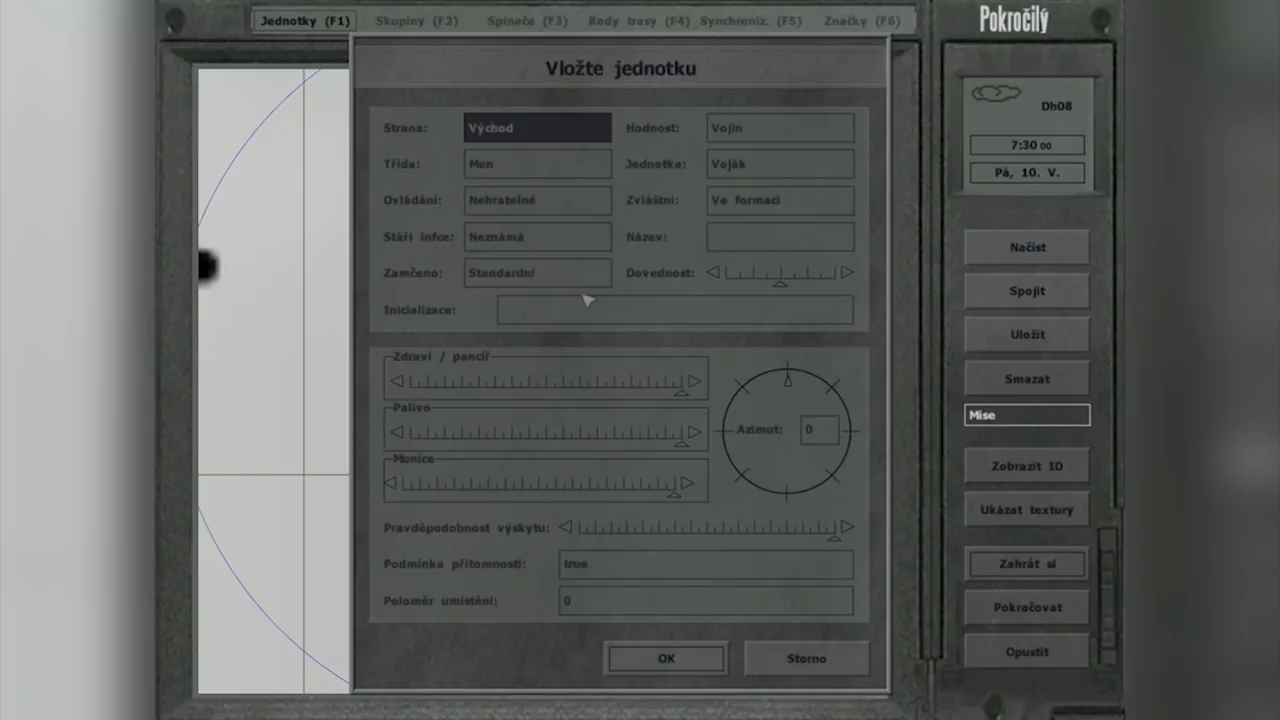 Jednotky (F1) Skupiny (F2) Spínače (F3) Body trasy (F4) Synchroniz. (F5) Značky (F6)
Pokročilý
Vložte jednotku
Strana: Východ Hodnost: Vojín
Třída: Men Jednotka: Voják
Ovládání: Nehratelné Zvláštní: Ve formaci
Stáří infce: Neznámá Název:
Zamčeno: Standardní Dovednost:
Inicializace:
Zdraví / pancíř
Palivo
Azimut: 0
Munice
Pravděpodobnost výskytu:
Podmínka přítomnosti: true
Poloměr umístění: 0
OK Storno
Dh08
7:30 00
Pá, 10. V.
Načíst
Spojit
Uložit
Smazat
Mise
Zobrazit ID
Ukázat textury
Zahrát si
Pokračovat
Opustit